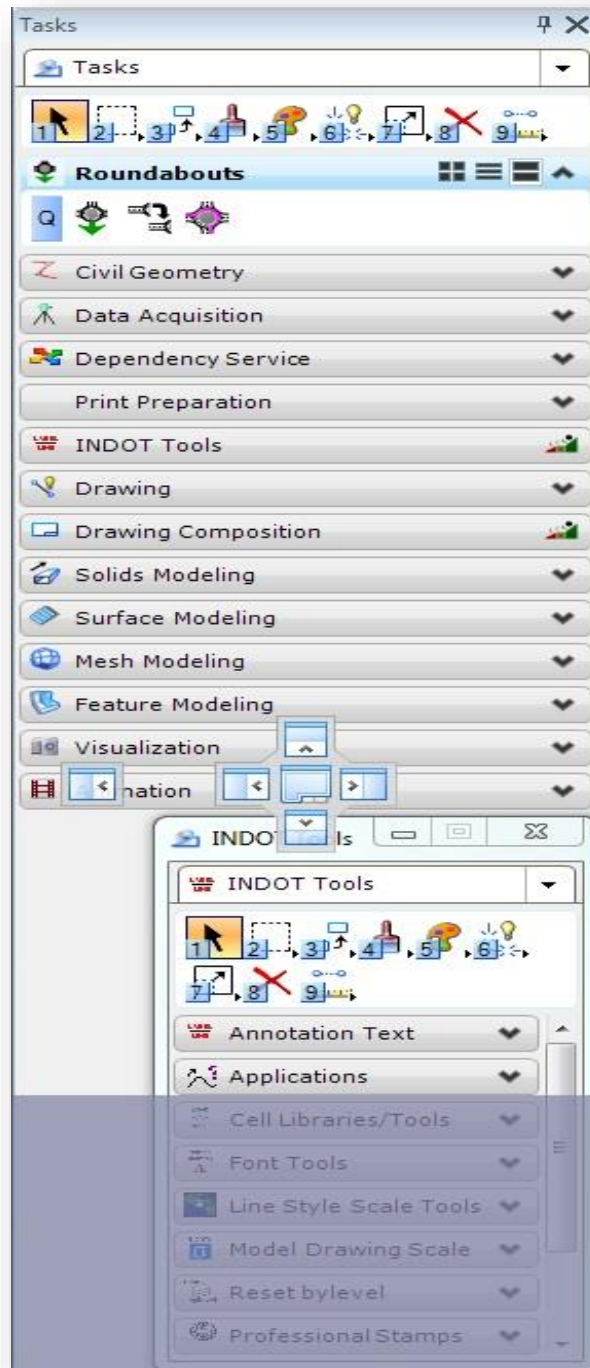 Tasks
Tasks
1 2 3 4 5 6 7 8 9
Roundabouts
Q
Civil Geometry
Data Acquisition
Dependency Service
Print Preparation
INDOT Tools
Drawing
Drawing Composition
Solids Modeling
Surface Modeling
Mesh Modeling
Feature Modeling
Visualization
nation
INDO ls
INDOT Tools
1 2 3 4 5 6
7 8 9
Annotation Text
Applications
Cell Libraries/Tools
Font Tools
Line Style Scale Tools
Model Drawing Scale
Reset bylevel
Professional Stamps